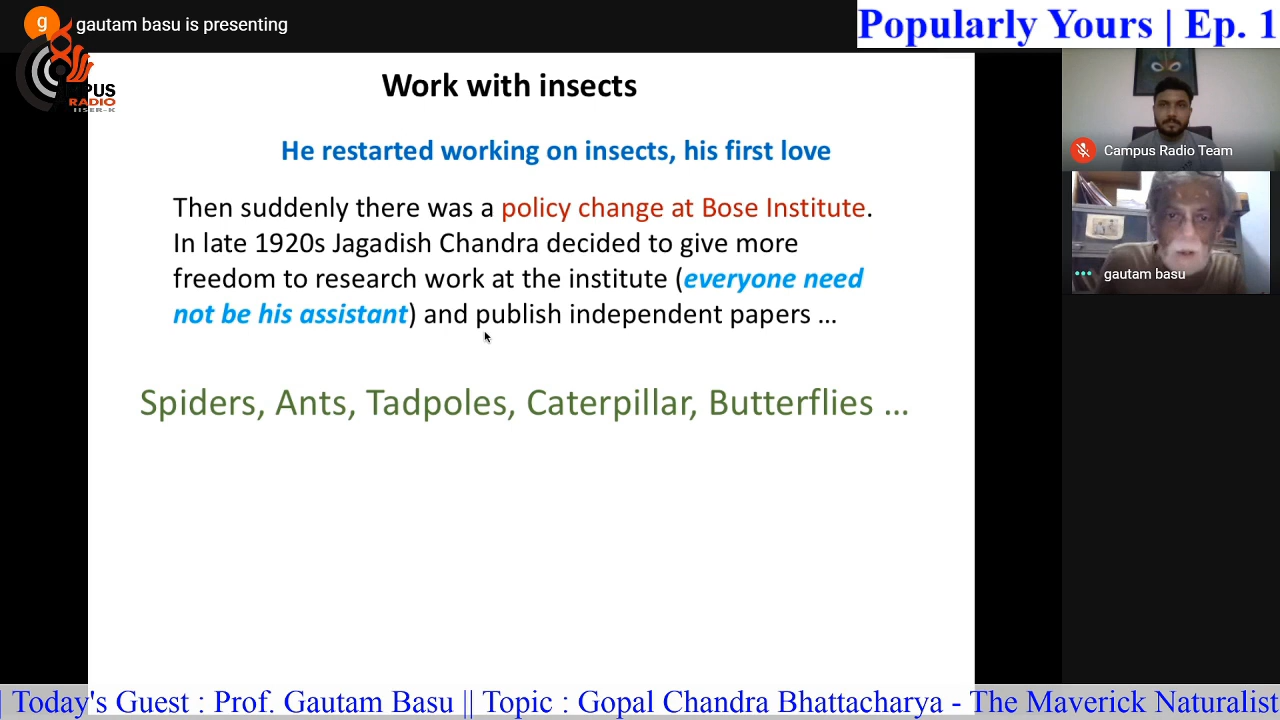 g
gautam basu is presenting
Popularly Yours | Ep. 1
MPUS
RADIO
IISER-K
Work with insects
He restarted working on insects, his first love
Then suddenly there was a policy change at Bose Institute.
In late 1920s Jagadish Chandra decided to give more
freedom to research work at the institute (everyone need
not be his assistant) and publish independent papers ...
Spiders, Ants, Tadpoles, Caterpillar, Butterflies ...
Campus Radio Team
gautam basu
| Today's Guest : Prof. Gautam Basu || Topic : Gopal Chandra Bhattacharya - The Maverick Naturalist